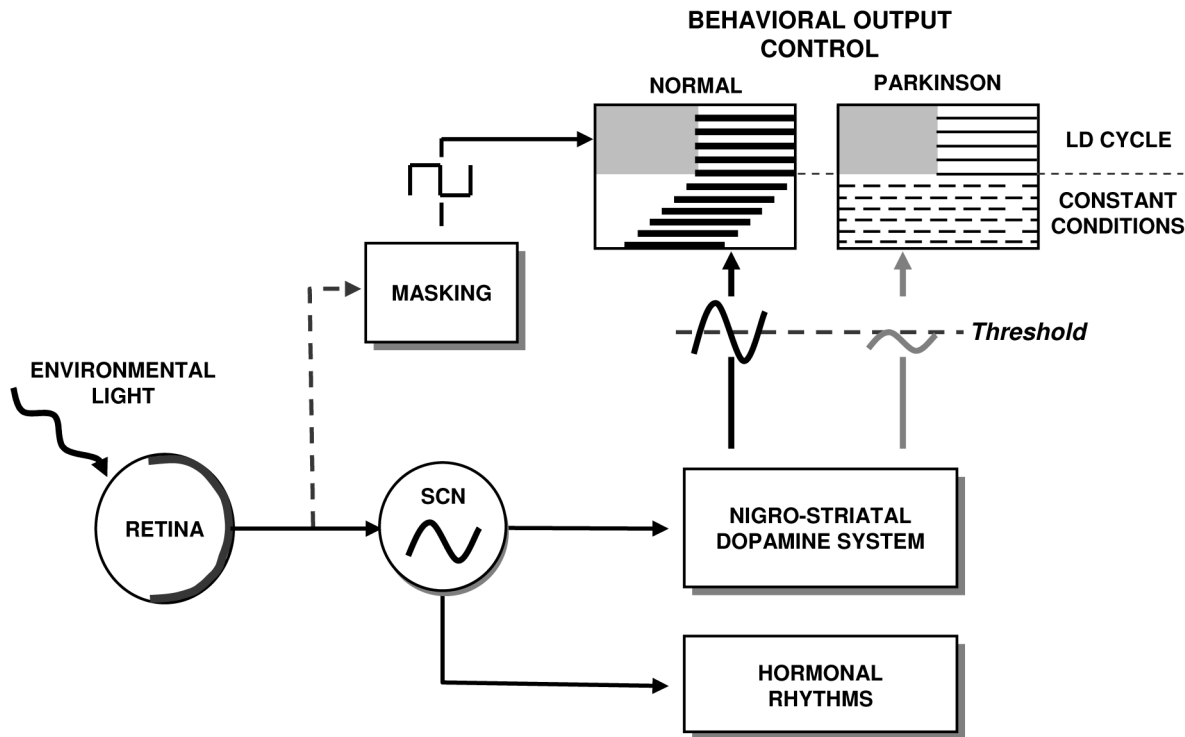 BEHAVIORAL OUTPUT
CONTROL
NORMAL
PARKINSON
LD CYCLE
CONSTANT
CONDITIONS
MASKING
Threshold
ENVIRONMENTAL
LIGHT
RETINA
SCN
NIGRO-STRIATAL
DOPAMINE SYSTEM
HORMONAL
RHYTHMS